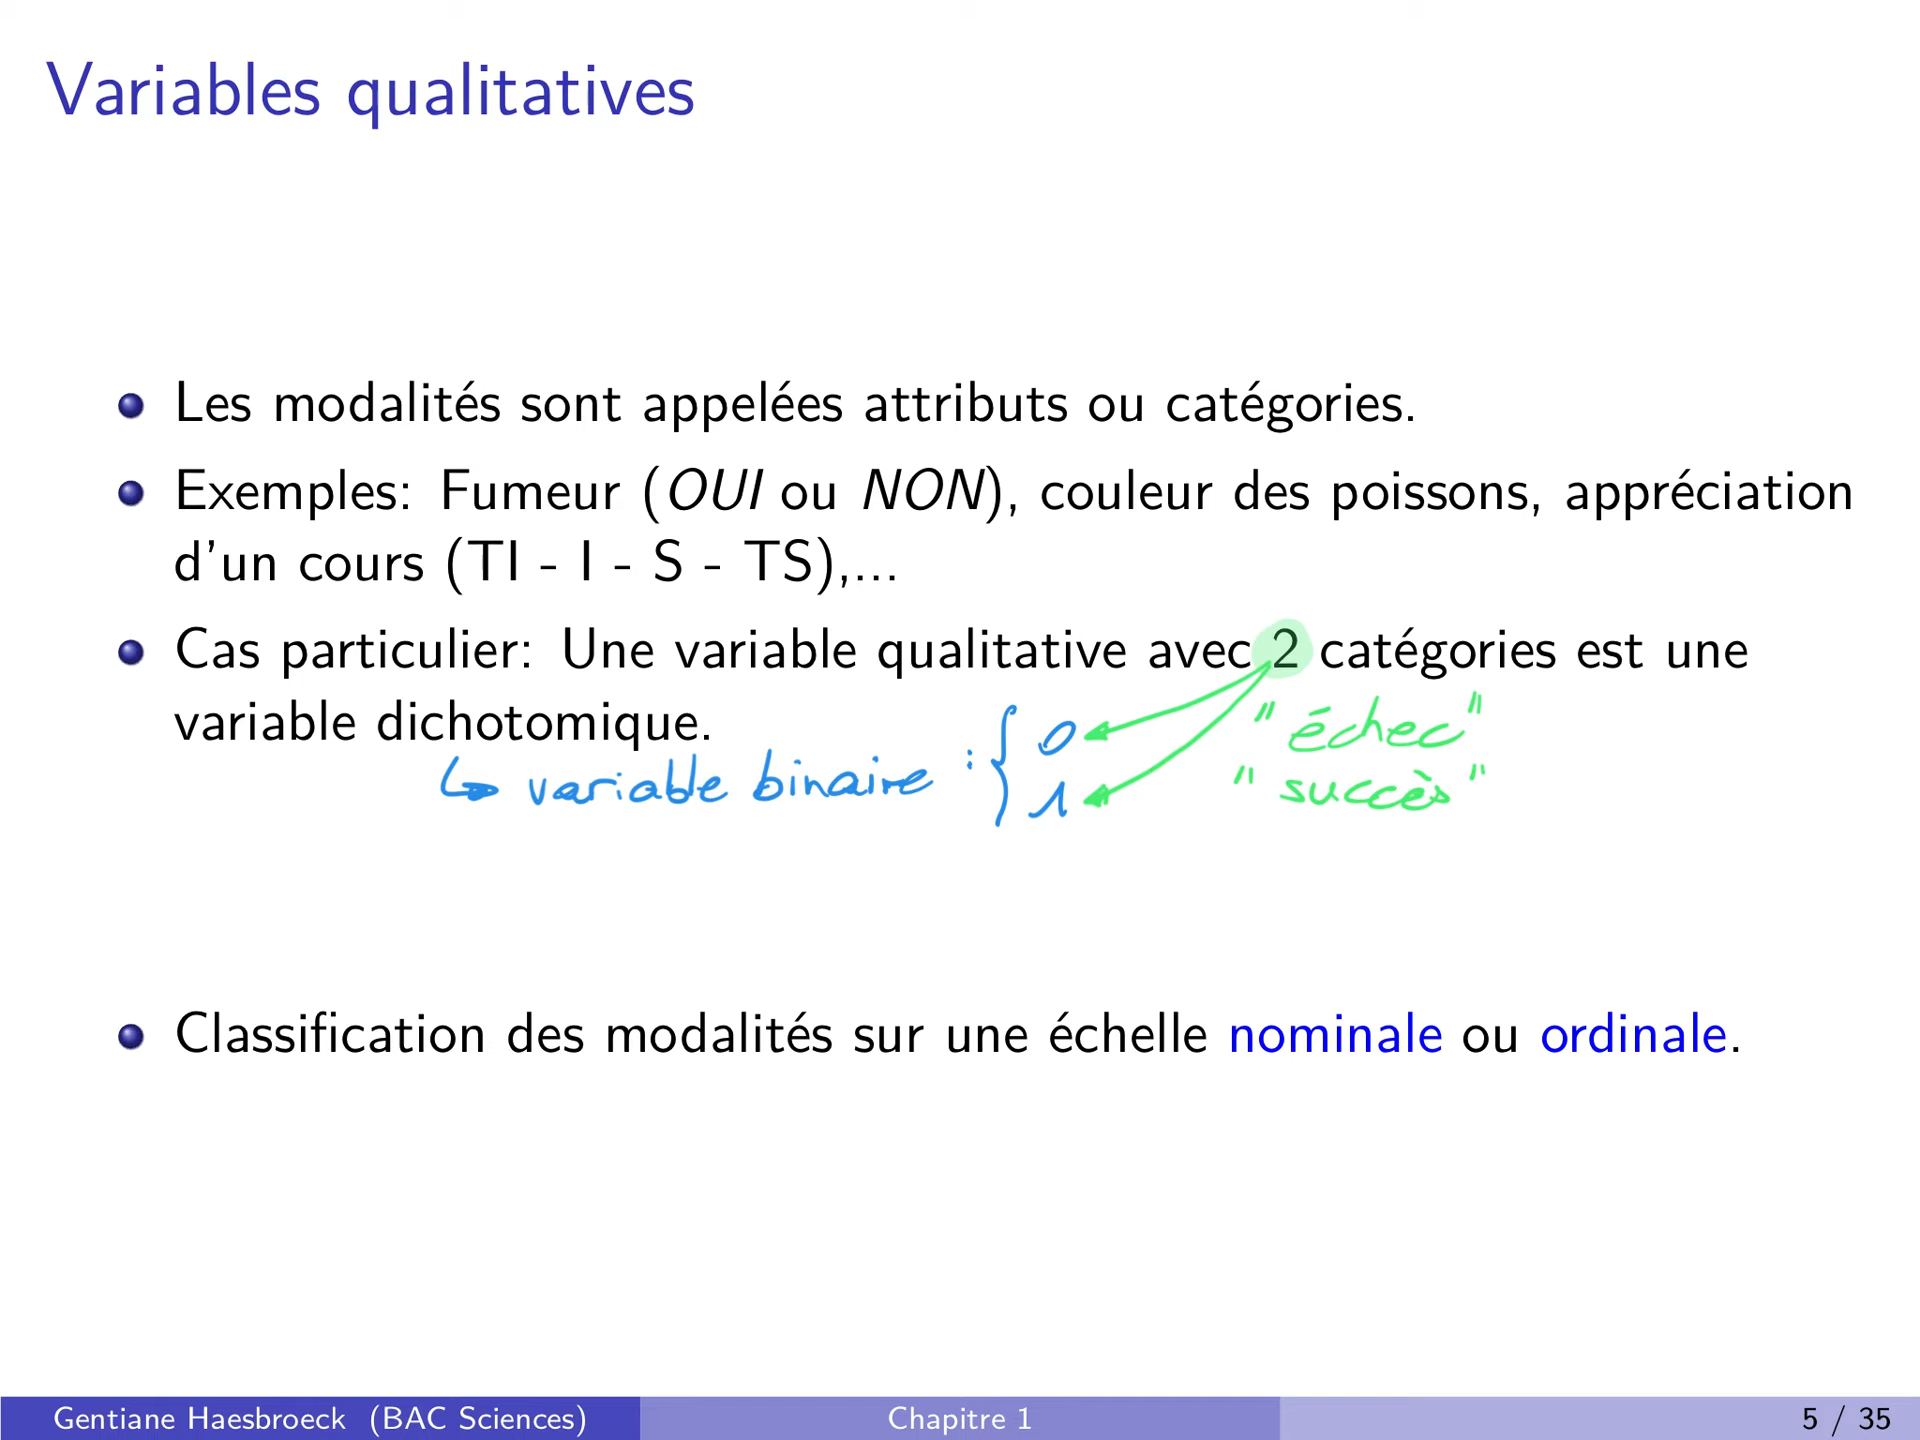 Variables qualitatives
Les modalités sont appelées attributs ou catégories.
Exemples: Fumeur (OUI ou NON), couleur des poissons, appréciation
d'un cours (TI - I - S - TS),...
Cas particulier: Une variable qualitative avec 2 catégories est une
variable dichotomique.
↳ variable binaire : { 0 "échec"
1 "succès"
Classification des modalités sur une échelle nominale ou ordinale.
Gentiane Haesbroeck (BAC Sciences) Chapitre 1 5 / 35